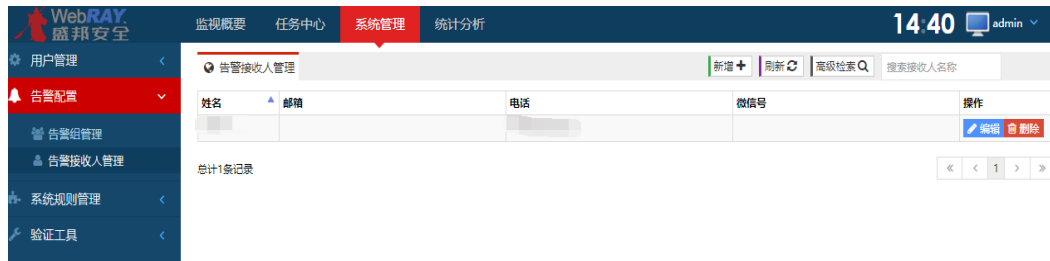 WebRAY.
盛邦安全
监视概要 任务中心 系统管理 统计分析
14:40 admin
用户管理
告警配置
告警组管理
告警接收人管理
系统规则管理
验证工具
告警接收人管理
新增 刷新 高级检索 搜索接收人名称
姓名 邮箱 电话 微信号 操作
编辑 删除
总计1条记录
« < 1 > »